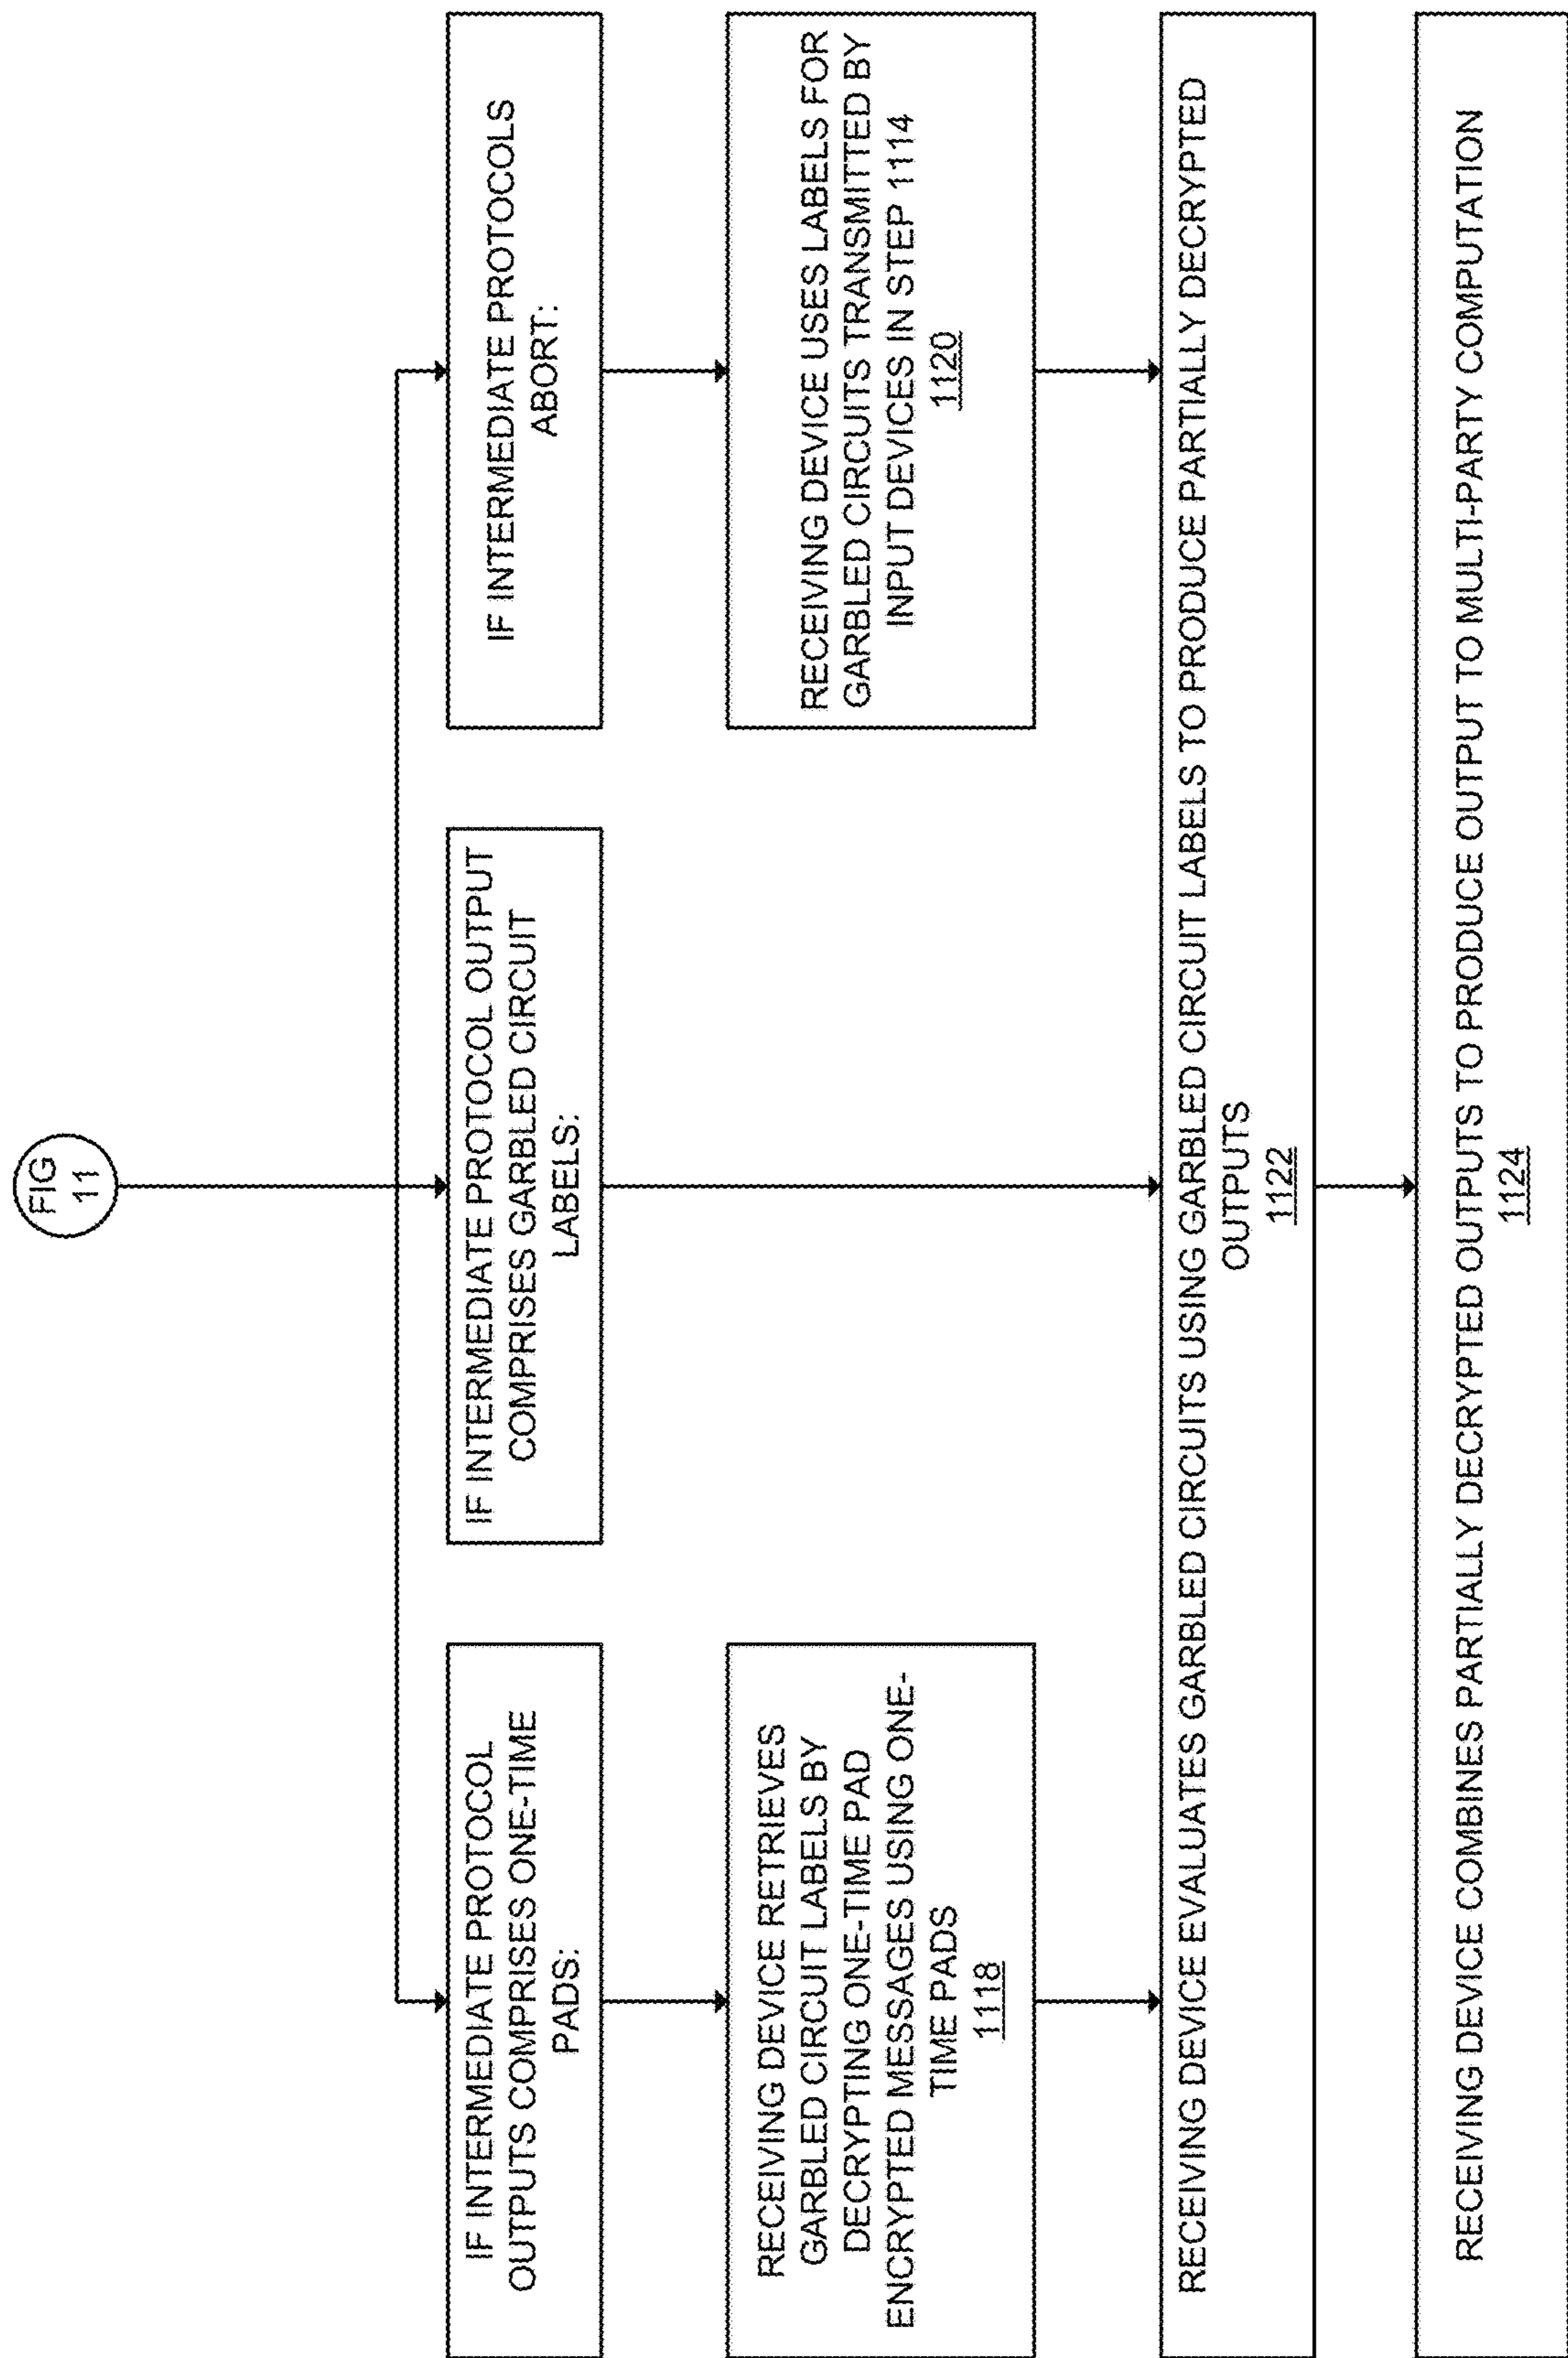 FIG
11
IF INTERMEDIATE PROTOCOL
OUTPUTS COMPRISES ONE-TIME
PADS:
IF INTERMEDIATE PROTOCOL OUTPUT
COMPRISES GARBLED CIRCUIT
LABELS:
IF INTERMEDIATE PROTOCOLS
ABORT:
RECEIVING DEVICE RETRIEVES
GARBLED CIRCUIT LABELS BY
DECRYPTING ONE-TIME PAD
ENCRYPTED MESSAGES USING ONE-
TIME PADS
1118
RECEIVING DEVICE USES LABELS FOR
GARBLED CIRCUITS TRANSMITTED BY
INPUT DEVICES IN STEP 1114
1120
RECEIVING DEVICE EVALUATES GARBLED CIRCUITS USING GARBLED CIRCUIT LABELS TO PRODUCE PARTIALLY DECRYPTED
OUTPUTS
1122
RECEIVING DEVICE COMBINES PARTIALLY DECRYPTED OUTPUTS TO PRODUCE OUTPUT TO MULTI-PARTY COMPUTATION
1124